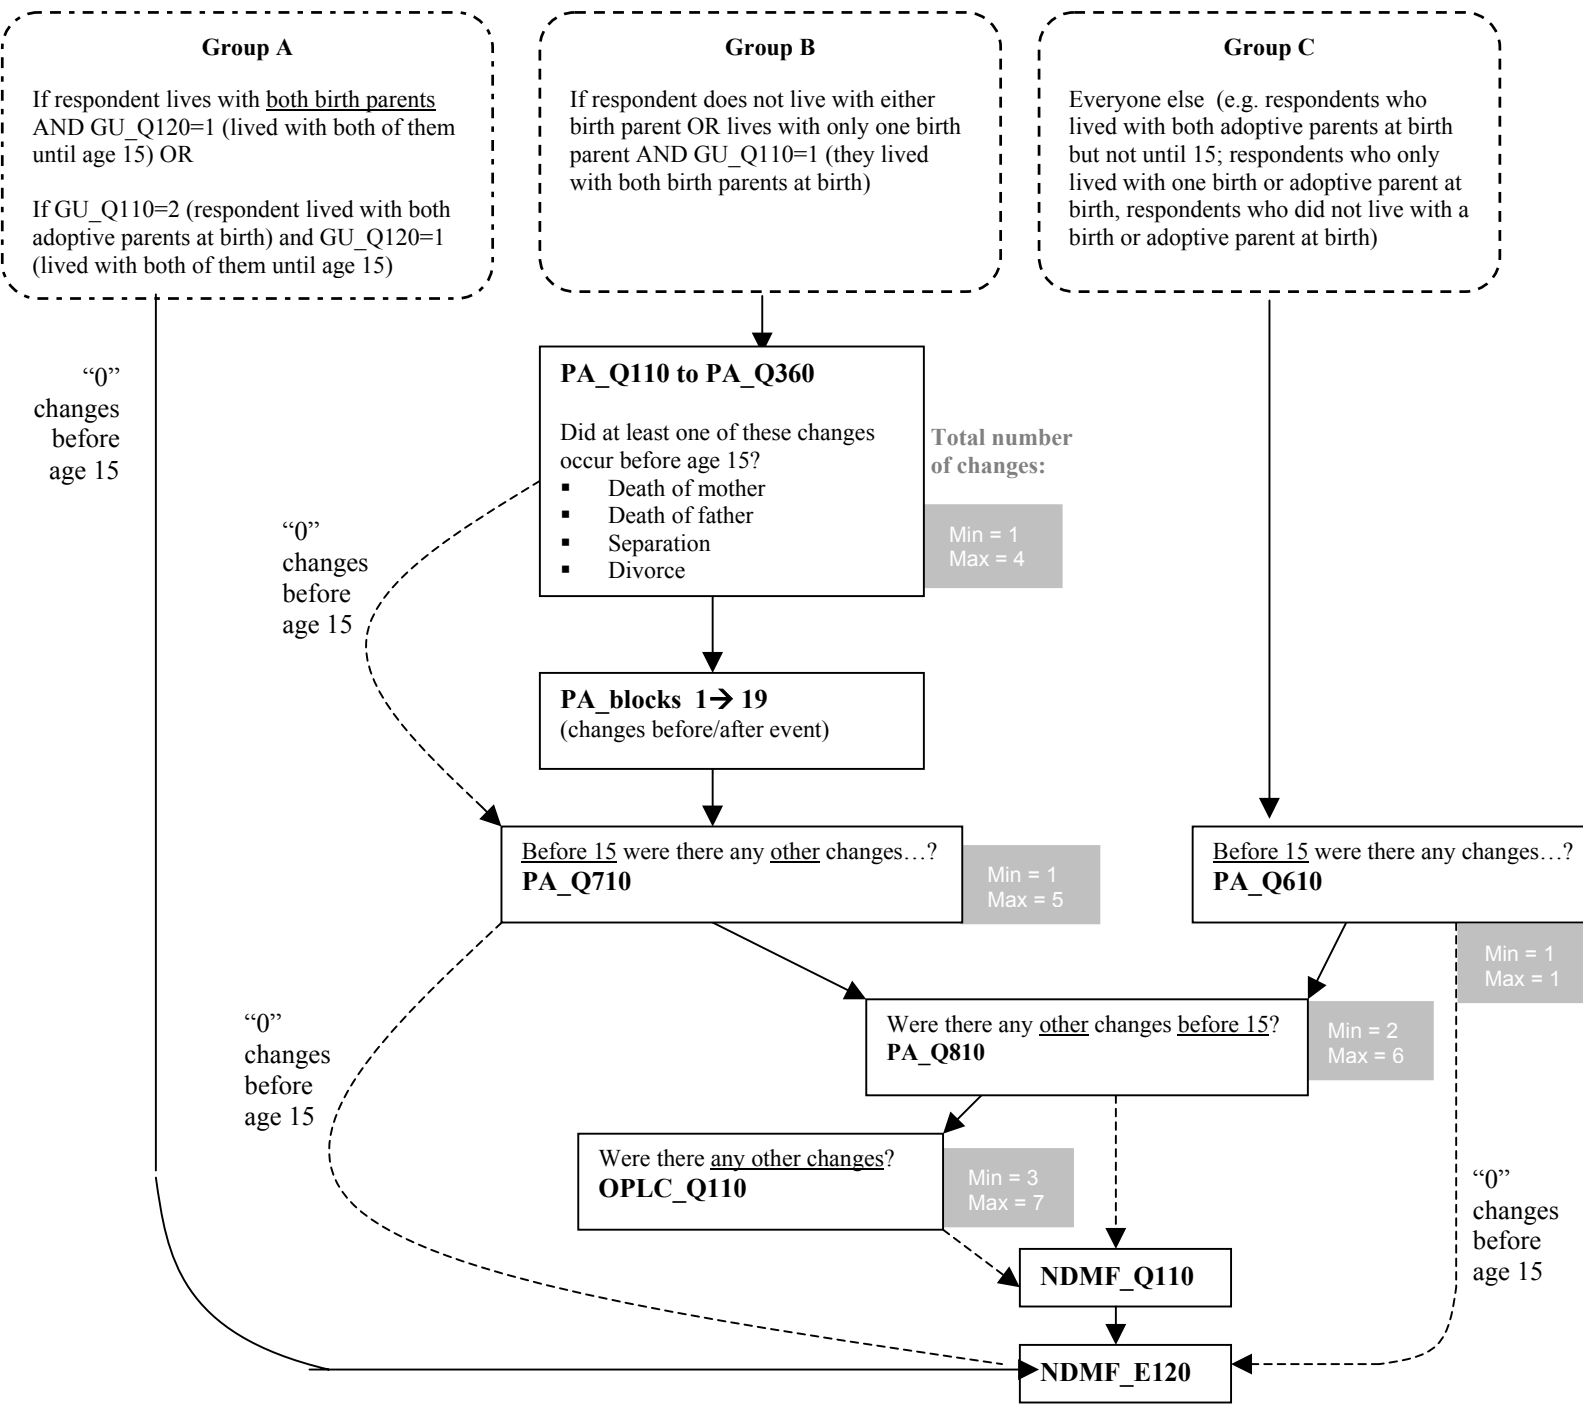 Group A
If respondent lives with both birth parents
AND GU_Q120=1 (lived with both of them
until age 15) OR
If GU_Q110=2 (respondent lived with both
adoptive parents at birth) and GU_Q120=1
(lived with both of them until age 15)
Group B
If respondent does not live with either
birth parent OR lives with only one birth
parent AND GU_Q110=1 (they lived
with both birth parents at birth)
Group C
Everyone else  (e.g. respondents who
lived with both adoptive parents at birth
but not until 15; respondents who only
lived with one birth or adoptive parent at
birth, respondents who did not live with a
birth or adoptive parent at birth)
“0”
changes
before
age 15
PA_Q110 to PA_Q360
Did at least one of these changes
occur before age 15?
▪ Death of mother
▪ Death of father
▪ Separation
▪ Divorce
Total number
of changes:
Min = 1
Max = 4
“0”
changes
before
age 15
PA_blocks  1→ 19
(changes before/after event)
Before 15 were there any other changes…?
PA_Q710
Min = 1
Max = 5
Before 15 were there any changes…?
PA_Q610
Min = 1
Max = 1
“0”
changes
before
age 15
Were there any other changes before 15?
PA_Q810
Min = 2
Max = 6
Were there any other changes?
OPLC_Q110
Min = 3
Max = 7
“0”
changes
before
age 15
NDMF_Q110
NDMF_E120